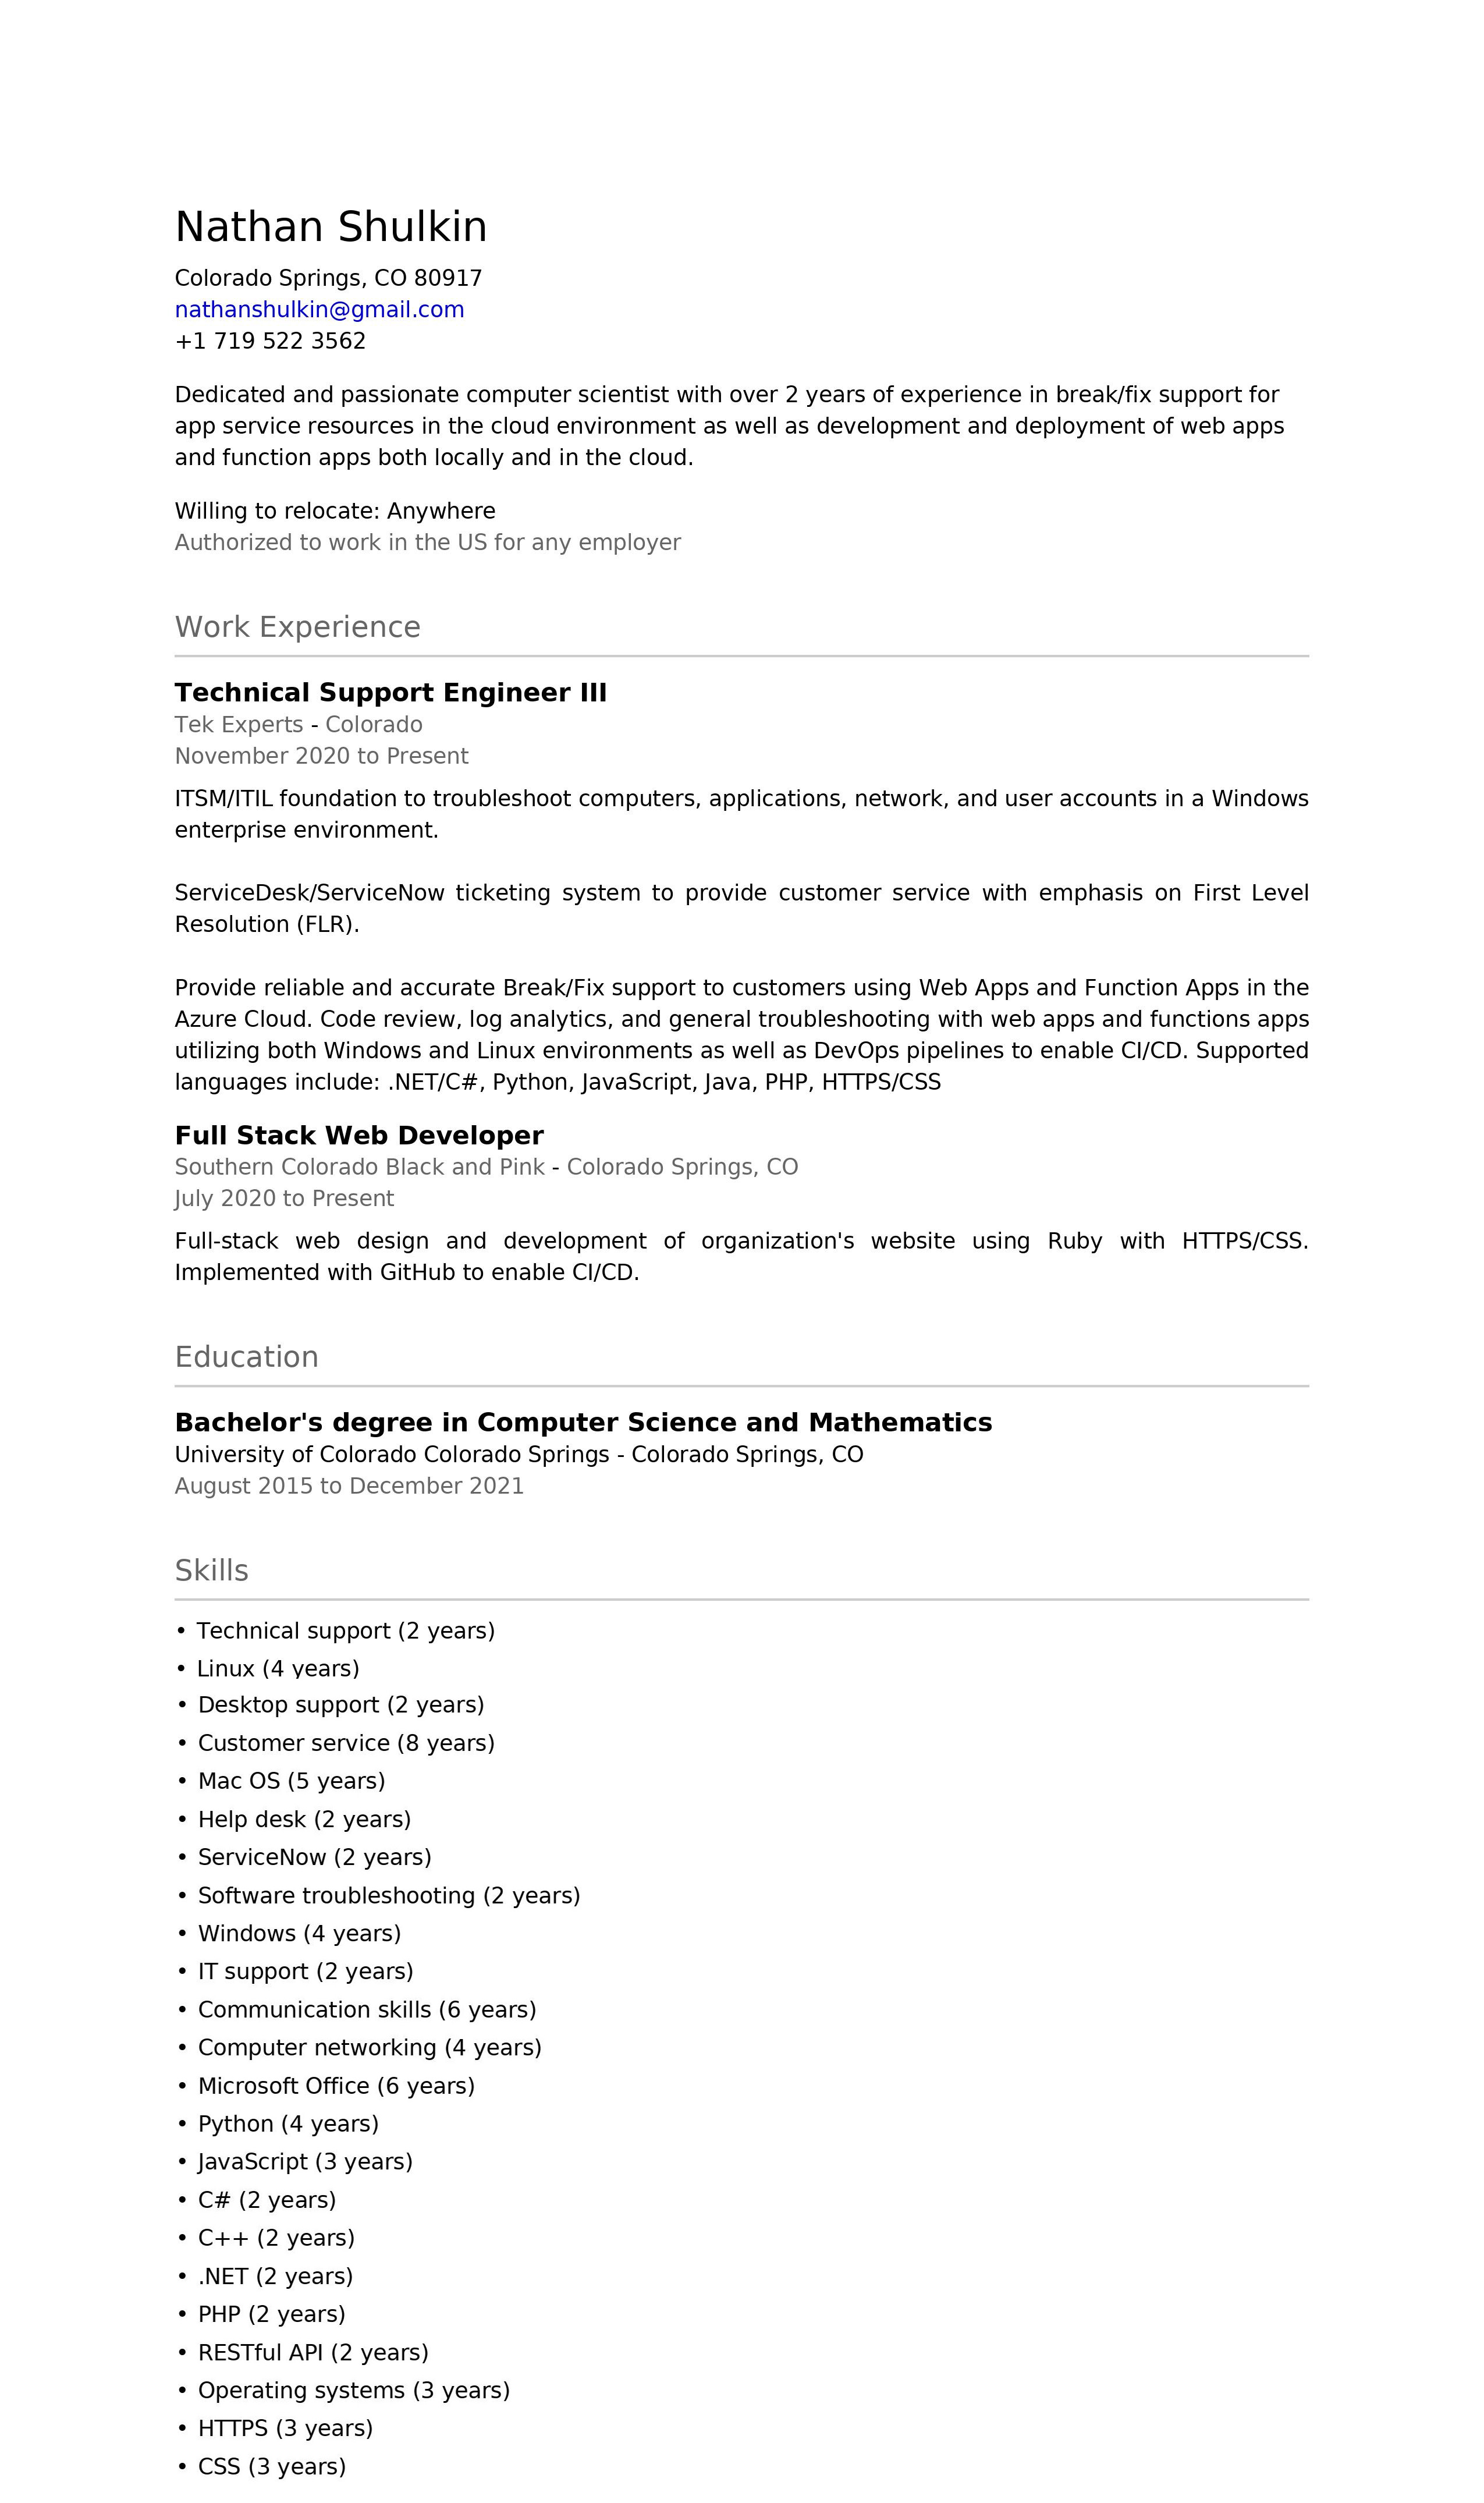 Nathan Shulkin
Colorado Springs, CO 80917
nathanshulkin@gmail.com
+1 719 522 3562
Dedicated and passionate computer scientist with over 2 years of experience in break/fix support for
app service resources in the cloud environment as well as development and deployment of web apps
and function apps both locally and in the cloud.
Willing to relocate: Anywhere
Authorized to work in the US for any employer
Work Experience
Technical Support Engineer III
Tek Experts - Colorado
November 2020 to Present
ITSM/ITIL foundation to troubleshoot computers, applications, network, and user accounts in a Windows
enterprise environment.
ServiceDesk/ServiceNow ticketing system to provide customer service with emphasis on First Level
Resolution (FLR).
Provide reliable and accurate Break/Fix support to customers using Web Apps and Function Apps in the
Azure Cloud. Code review, log analytics, and general troubleshooting with web apps and functions apps
utilizing both Windows and Linux environments as well as DevOps pipelines to enable CI/CD. Supported
languages include: .NET/C#, Python, JavaScript, Java, PHP, HTTPS/CSS
Full Stack Web Developer
Southern Colorado Black and Pink - Colorado Springs, CO
July 2020 to Present
Full-stack web design and development of organization's website using Ruby with HTTPS/CSS.
Implemented with GitHub to enable CI/CD.
Education
Bachelor's degree in Computer Science and Mathematics
University of Colorado Colorado Springs - Colorado Springs, CO
August 2015 to December 2021
Skills
• Technical support (2 years)
• Linux (4 years)
• Desktop support (2 years)
• Customer service (8 years)
• Mac OS (5 years)
• Help desk (2 years)
• ServiceNow (2 years)
• Software troubleshooting (2 years)
• Windows (4 years)
• IT support (2 years)
• Communication skills (6 years)
• Computer networking (4 years)
• Microsoft Office (6 years)
• Python (4 years)
• JavaScript (3 years)
• C# (2 years)
• C++ (2 years)
• .NET (2 years)
• PHP (2 years)
• RESTful API (2 years)
• Operating systems (3 years)
• HTTPS (3 years)
• CSS (3 years)